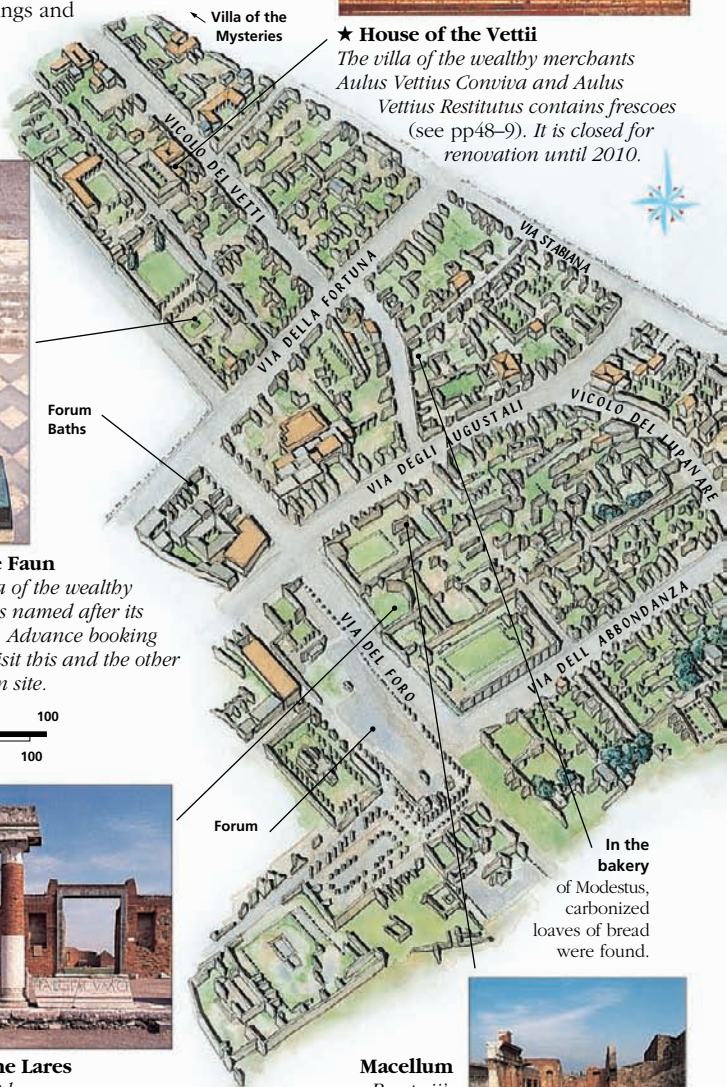 ings and
Villa of the
Mysteries
★ House of the Vettii
The villa of the wealthy merchants
Aulus Vettius Conviva and Aulus
Vettius Restitutus contains frescoes
(see pp48–9). It is closed for
renovation until 2010.
VICOLO DEI VETTI
VIA STABIANA
VIA DELLA FORTUNA
Forum
Baths
VICOLO DEL LUPANARE
VIA DEGLI AUGUSTALI
Faun
a of the wealthy
s named after its
Advance booking
isit this and the other
n site.
VIA DEL FORO
VIA DELL ABBONDANZA
100
100
Forum
In the
bakery
of Modestus,
carbonized
loaves of bread
were found.
ne Lares
Macellum